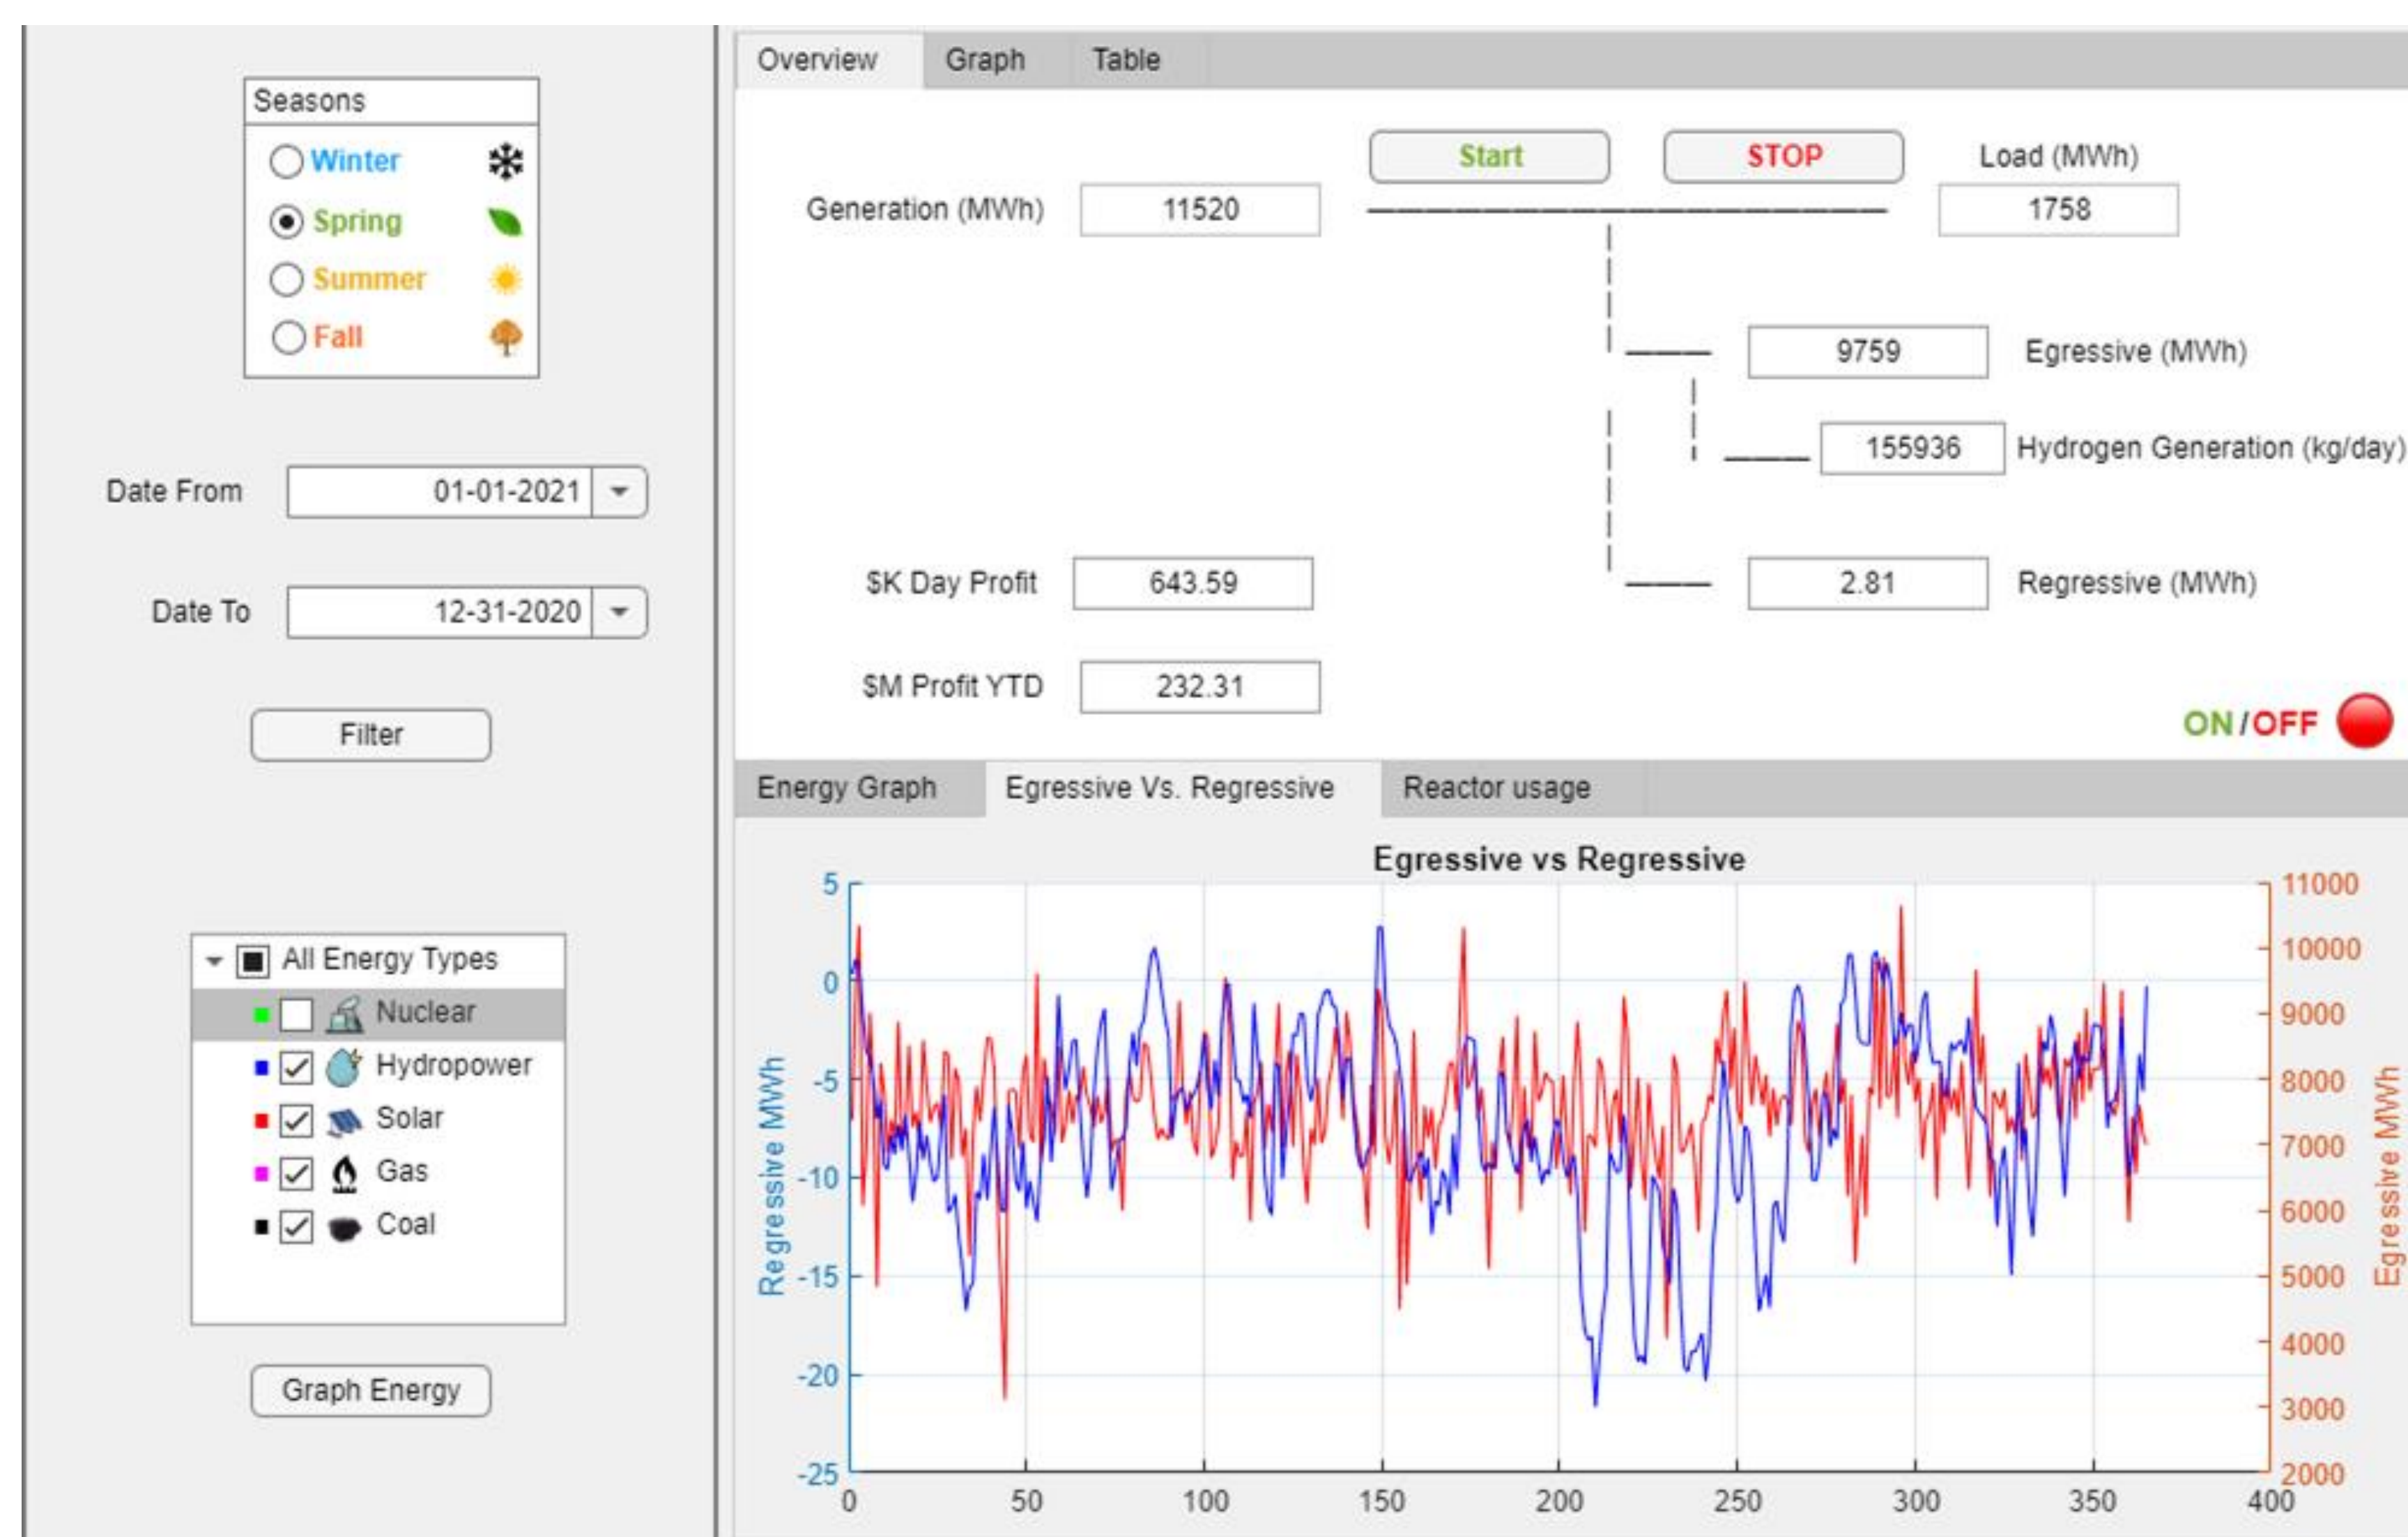 Seasons
Winter
Spring
Summer
Fall
Date From 01-01-2021
Date To 12-31-2020
Filter
All Energy Types
Nuclear
Hydropower
Solar
Gas
Coal
Graph Energy
Overview Graph Table
Start STOP Load (MWh)
Generation (MWh) 11520 1758
9759 Egressive (MWh)
155936 Hydrogen Generation (kg/day)
$K Day Profit 643.59 2.81 Regressive (MWh)
$M Profit YTD 232.31
ON/OFF
Energy Graph Egressive Vs. Regressive Reactor usage
Egressive vs Regressive
Regressive MWh
5
0
-5
-10
-15
-20
-25
11000
10000
9000
8000
7000
6000
5000
4000
3000
2000
Egressive MWh
0 50 100 150 200 250 300 350 400